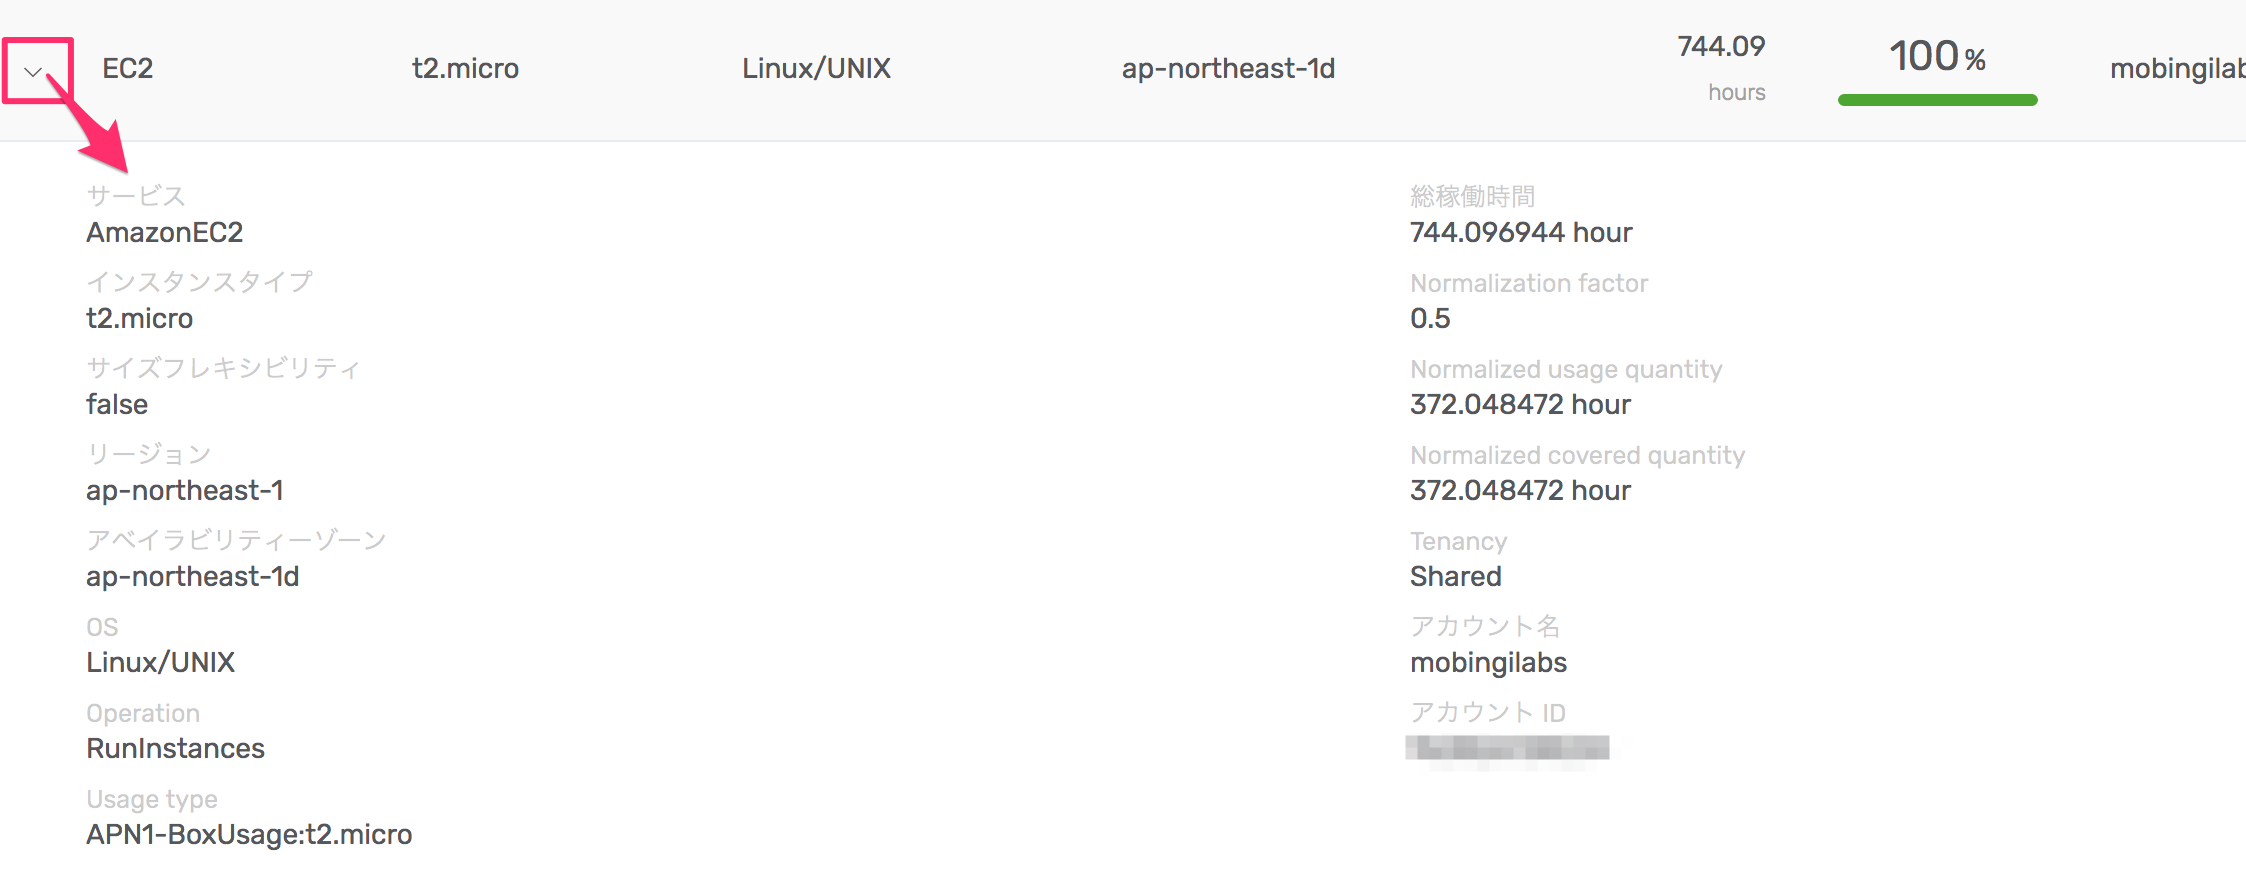 EC2 t2.micro Linux/UNIX ap-northeast-1d 744.09 hours 100 % mobingilab
サービス
AmazonEC2
インスタンスタイプ
t2.micro
サイズフレキシビリティ
false
リージョン
ap-northeast-1
アベイラビリティーゾーン
ap-northeast-1d
OS
Linux/UNIX
Operation
RunInstances
Usage type
APN1-BoxUsage:t2.micro
総稼働時間
744.096944 hour
Normalization factor
0.5
Normalized usage quantity
372.048472 hour
Normalized covered quantity
372.048472 hour
Tenancy
Shared
アカウント名
mobingilabs
アカウント ID